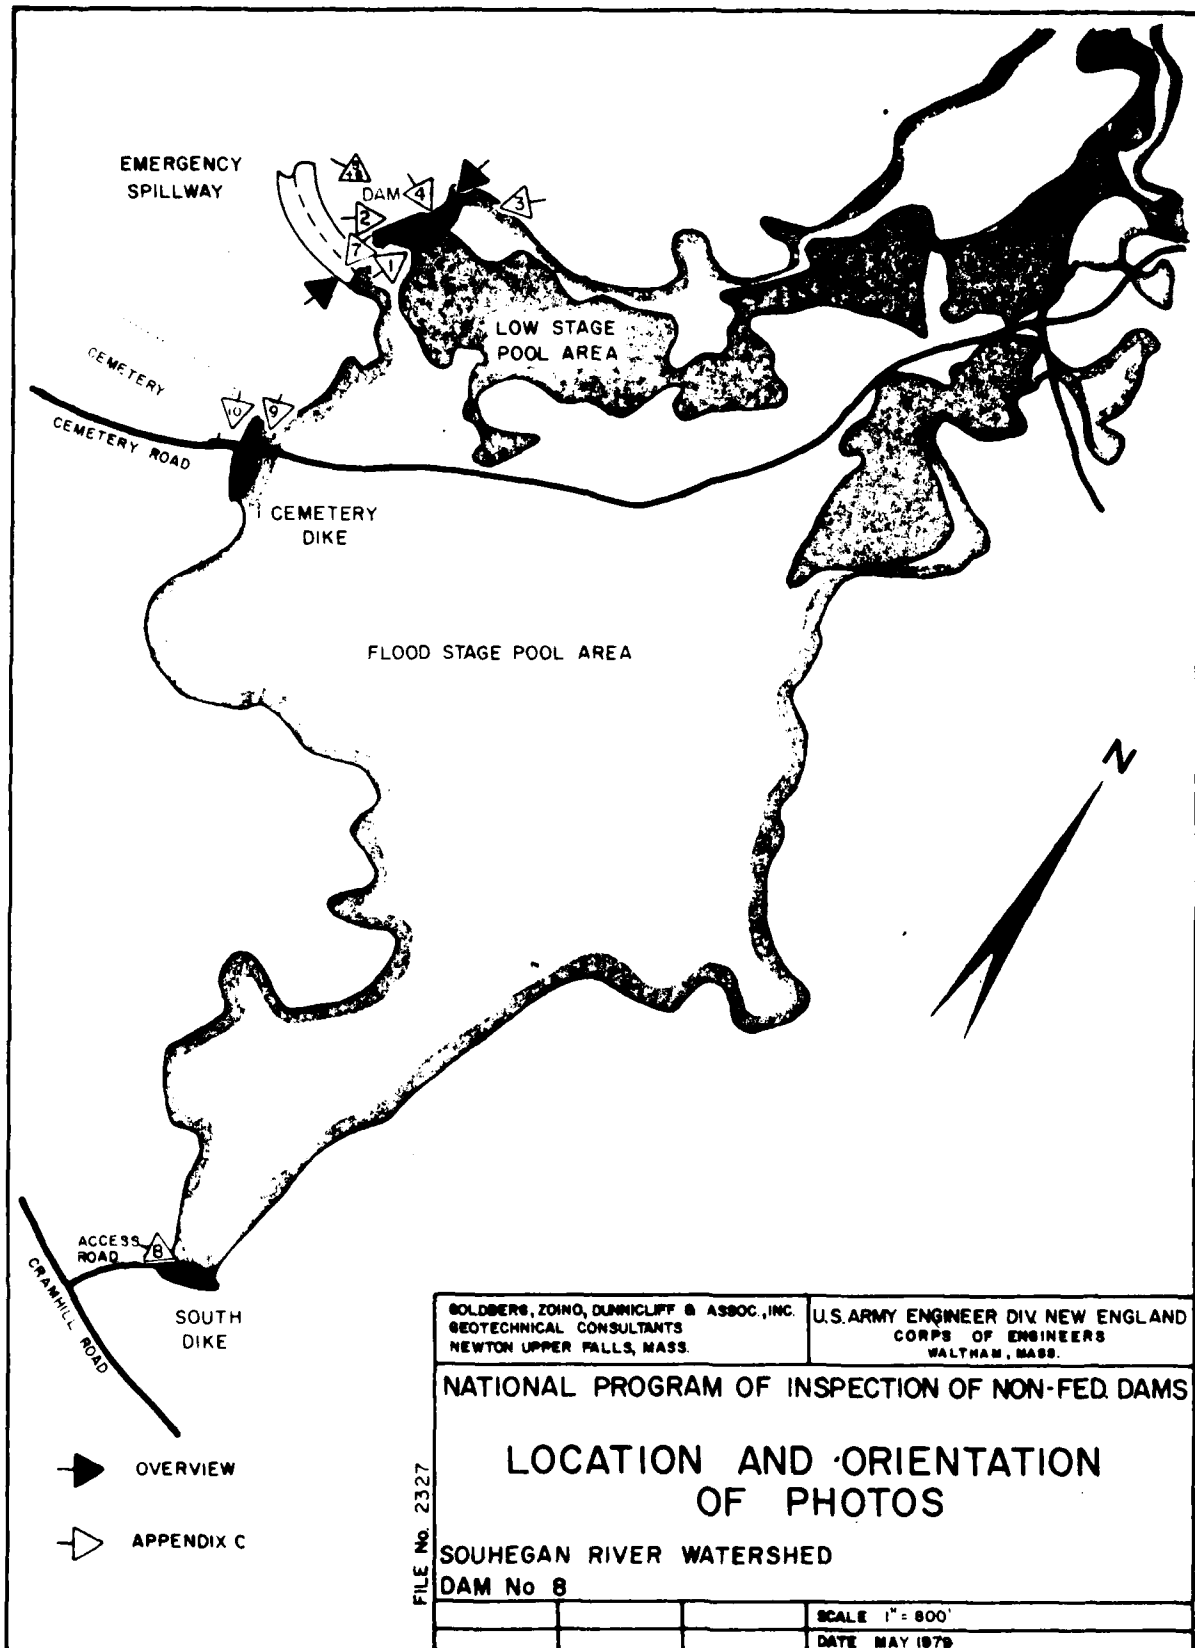 EMERGENCY
SPILLWAY
DAM
4
3
2
7
1
LOW STAGE
POOL AREA
CEMETERY
10
9
CEMETERY ROAD
CEMETERY
DIKE
FLOOD STAGE POOL AREA
N
ACCESS
ROAD
8
CRAMHILL ROAD
SOUTH
DIKE
OVERVIEW
APPENDIX C
FILE No. 2327
GOLDBERG, ZOINO, DUNNICLIFF & ASSOC., INC.
GEOTECHNICAL CONSULTANTS
NEWTON UPPER FALLS, MASS.
U.S. ARMY ENGINEER DIV. NEW ENGLAND
CORPS OF ENGINEERS
WALTHAM, MASS.
NATIONAL PROGRAM OF INSPECTION OF NON-FED. DAMS
LOCATION AND ORIENTATION
OF PHOTOS
SOUHEGAN RIVER WATERSHED
DAM No 8
SCALE 1" = 800'
DATE MAY 1979